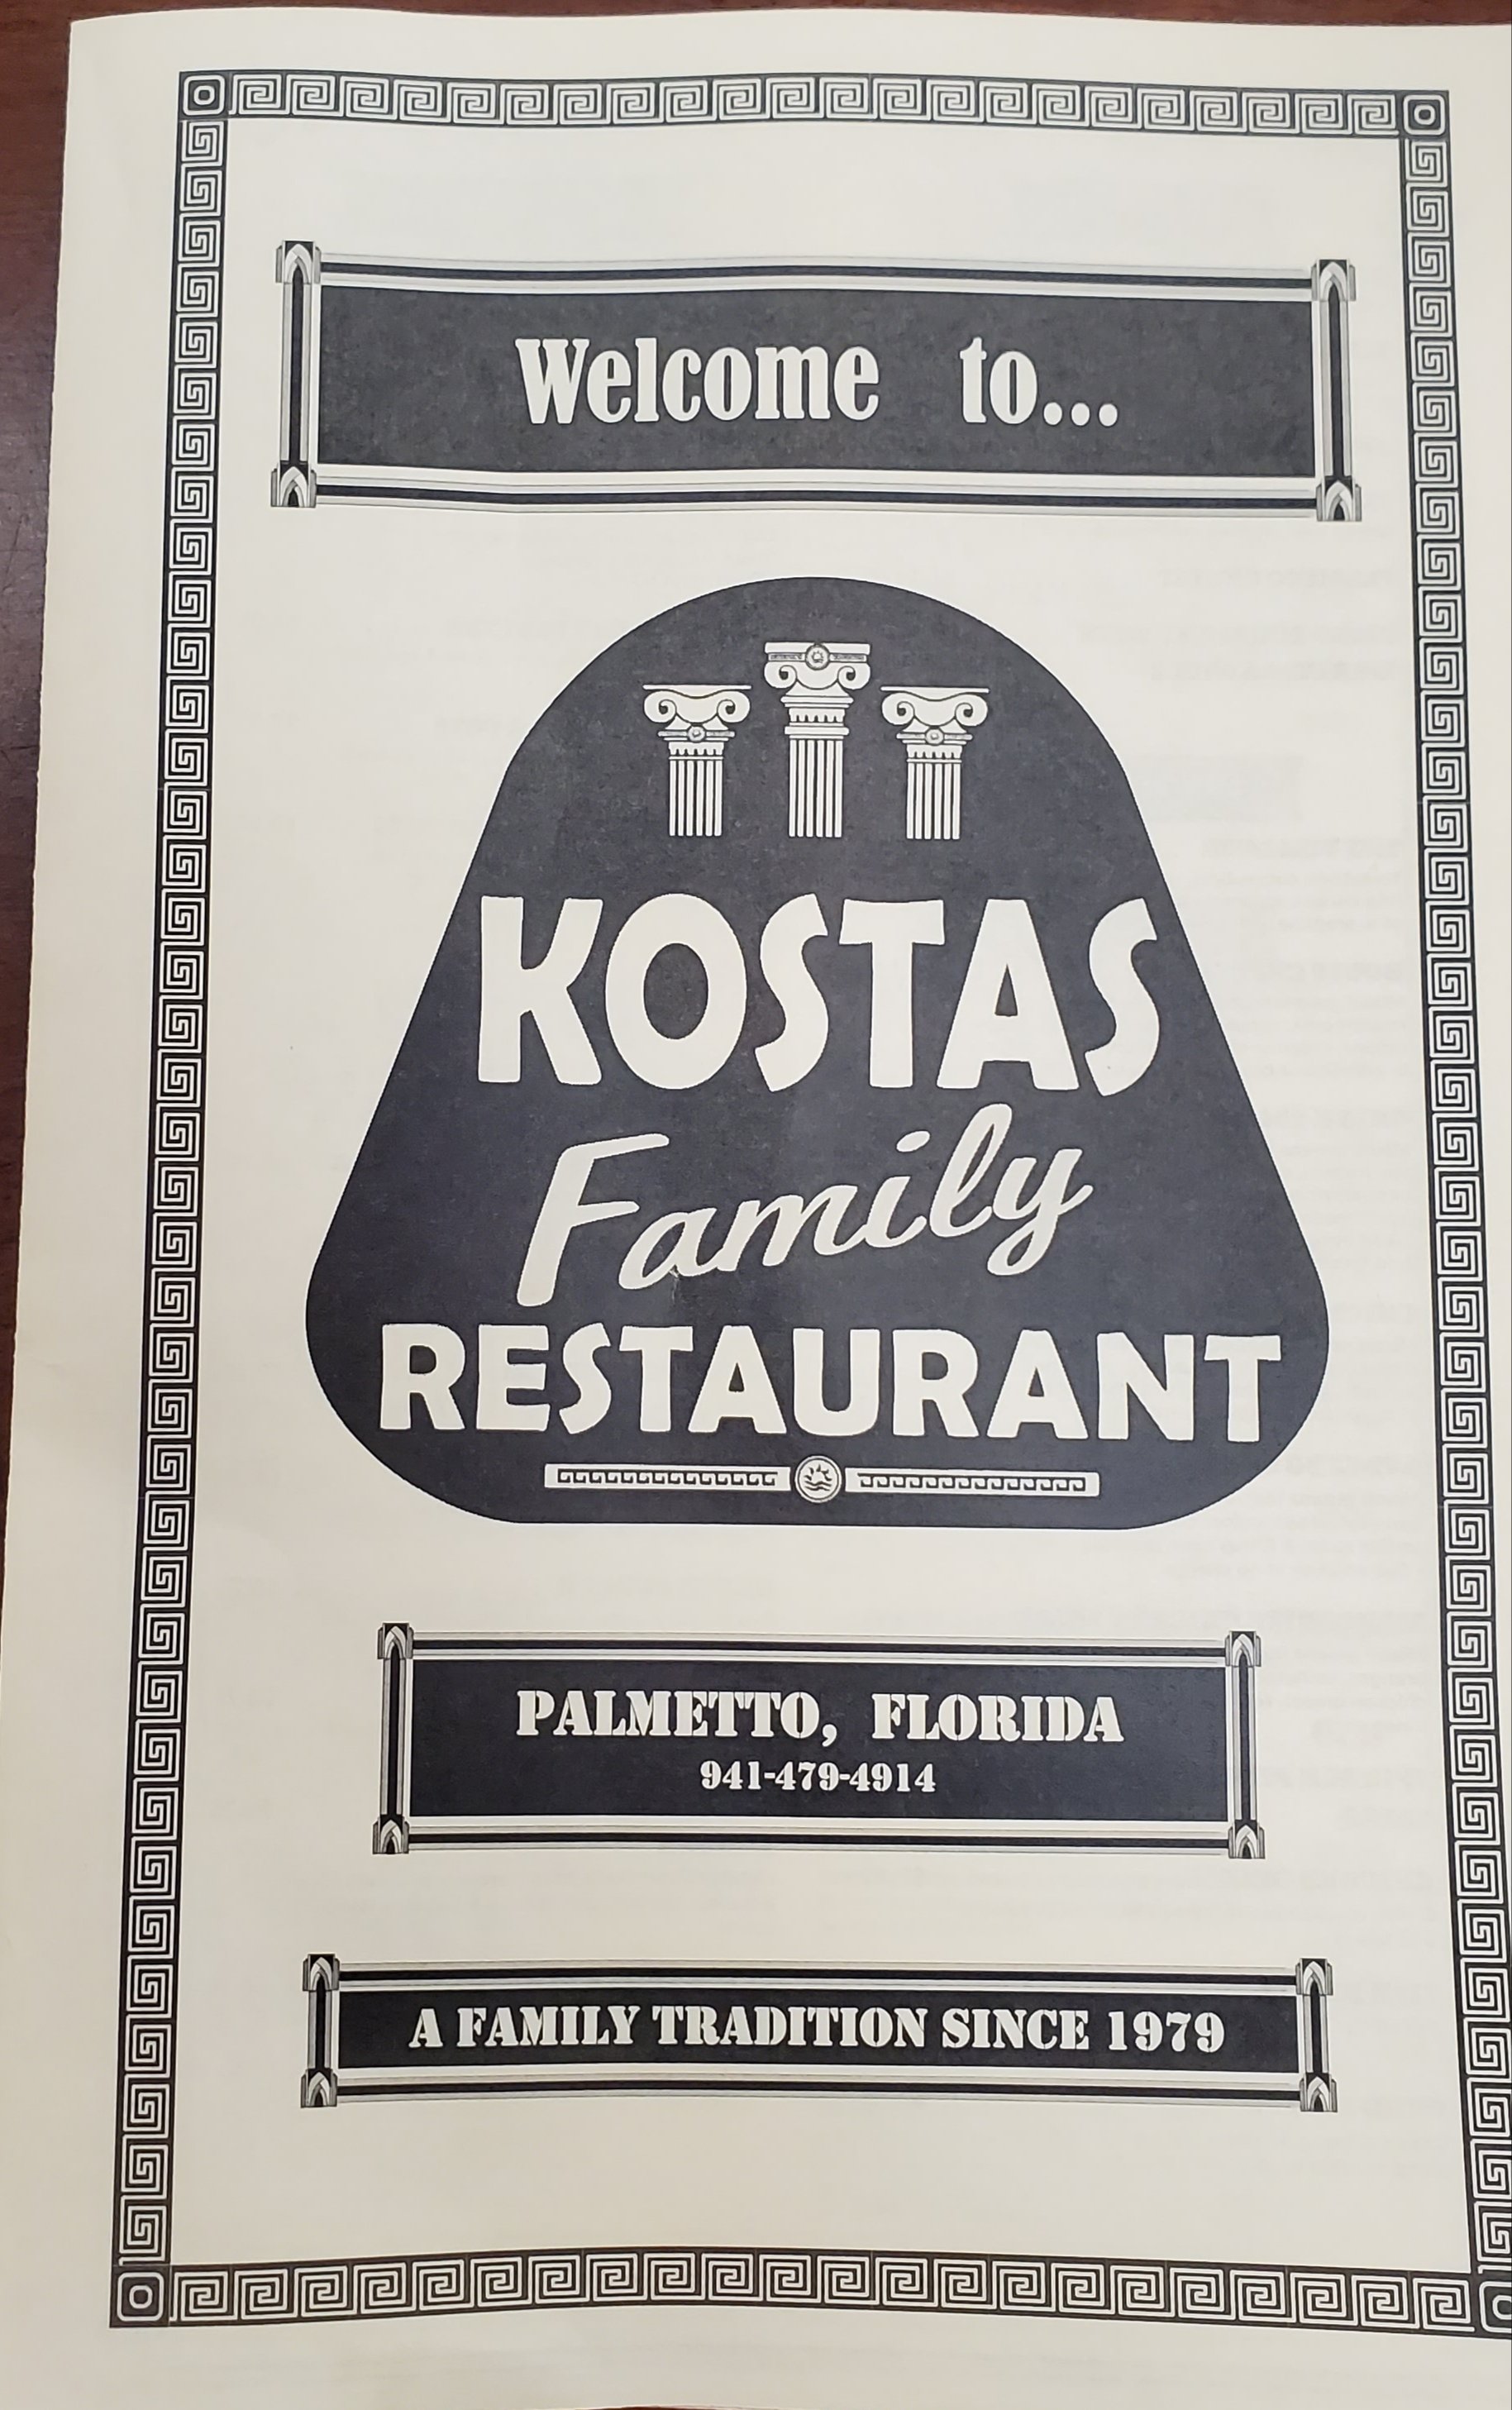 Welcome to...
KOSTAS
Family
RESTAURANT
PALMETTO, FLORIDA
941-479-4914
A FAMILY TRADITION SINCE 1979